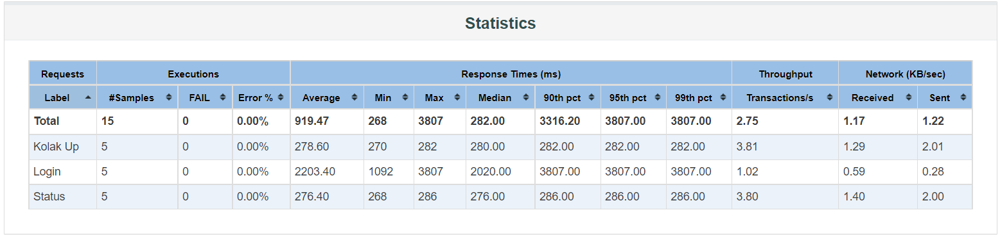 Statistics
Requests Executions Response Times (ms) Throughput Network (KB/sec)
Label #Samples FAIL Error % Average Min Max Median 90th pct 95th pct 99th pct Transactions/s Received Sent
Total 15 0 0.00% 919.47 268 3807 282.00 3316.20 3807.00 3807.00 2.75 1.17 1.22
Kolak Up 5 0 0.00% 278.60 270 282 280.00 282.00 282.00 282.00 3.81 1.29 2.01
Login 5 0 0.00% 2203.40 1092 3807 2020.00 3807.00 3807.00 3807.00 1.02 0.59 0.28
Status 5 0 0.00% 276.40 268 286 276.00 286.00 286.00 286.00 3.80 1.40 2.00